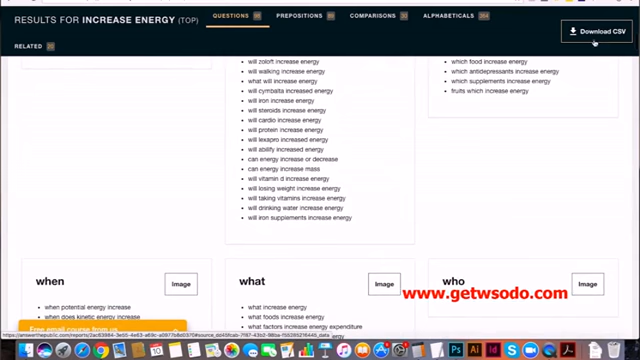 RESULTS FOR INCREASE ENERGY (TOP)
QUESTIONS
PREPOSITIONS
COMPARISONS
ALPHABETICALS
RELATED
Download CSV
will zoloft increase energy
will walking increase energy
what will increase energy
will cymbalta increased energy
will iron increase energy
will steroids increase energy
will cardio increase energy
will protein increase energy
will lexapro increased energy
will abilify increased energy
can energy increase or decrease
can energy increase mass
will vitamin d increase energy
will losing weight increase energy
will taking vitamins increase energy
will drinking water increase energy
will iron supplements increase energy
which food increase energy
which antidepressants increase energy
which supplements increase energy
fruits which increase energy
when
Image
when potential energy increase
when does kinetic energy increase
what
Image
what increase energy
what foods increase energy
what factors increase energy expenditure
who
Image
www.getwsodo.com
Free email course from us